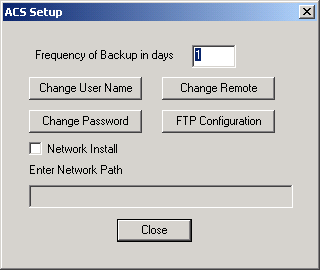 ACS Setup
Frequency of Backup in days 1
Change User Name Change Remote
Change Password FTP Configuration
Network Install
Enter Network Path
Close